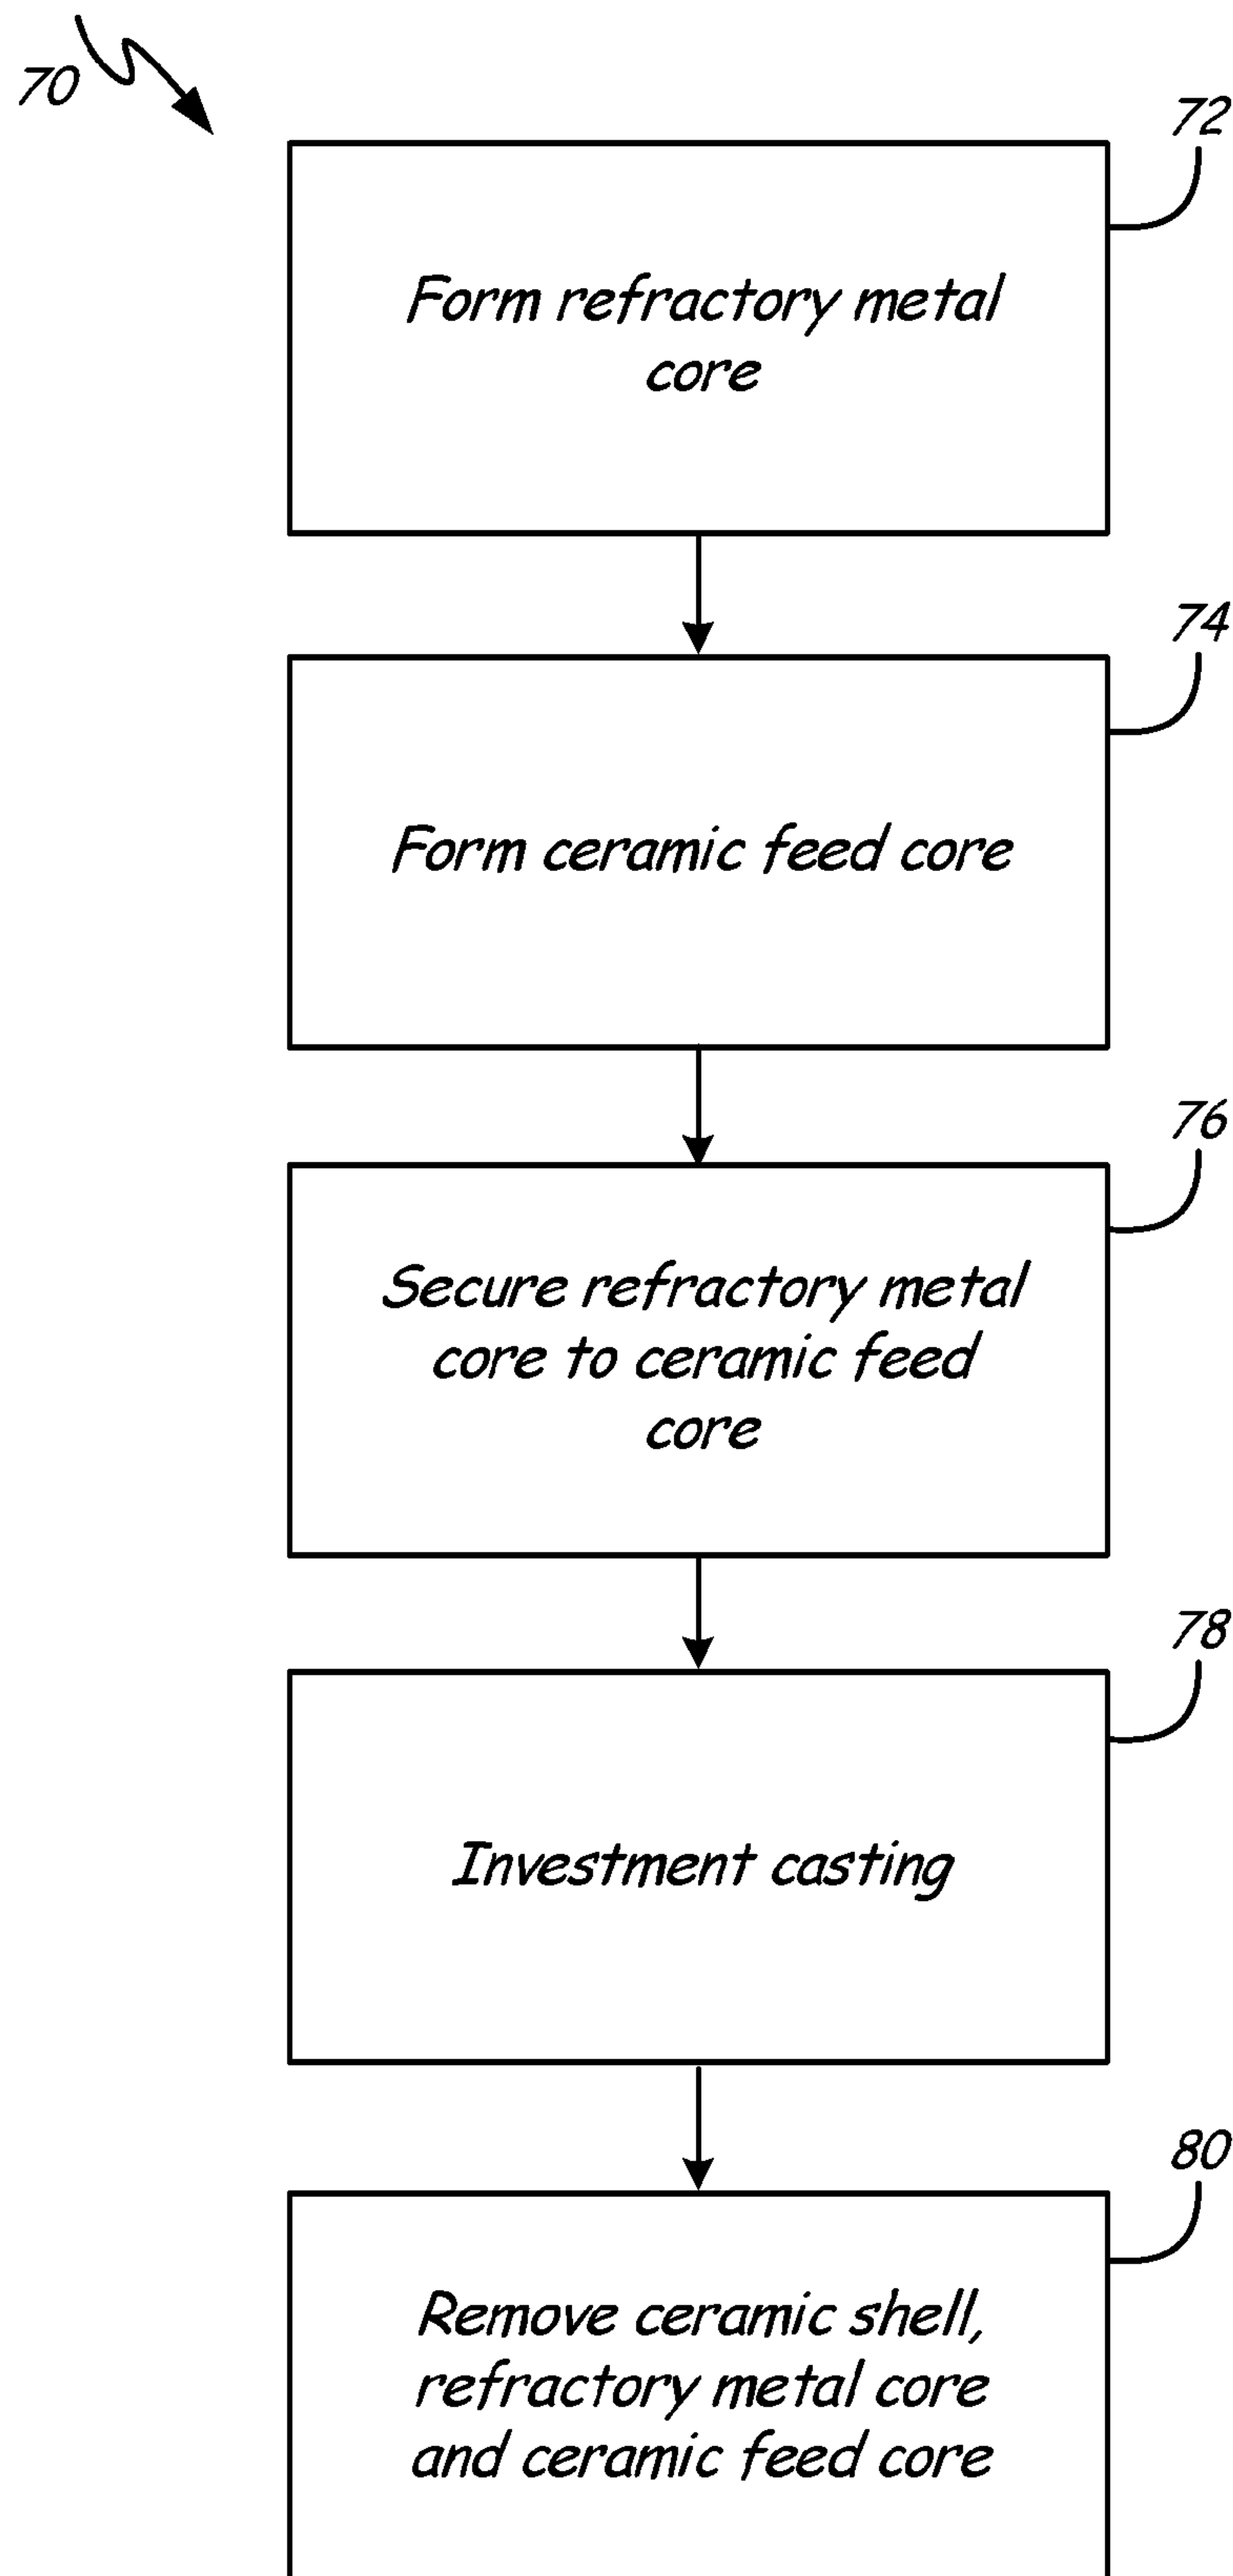 70
72
Form refractory metal
core
74
Form ceramic feed core
76
Secure refractory metal
core to ceramic feed
core
78
Investment casting
80
Remove ceramic shell,
refractory metal core
and ceramic feed core